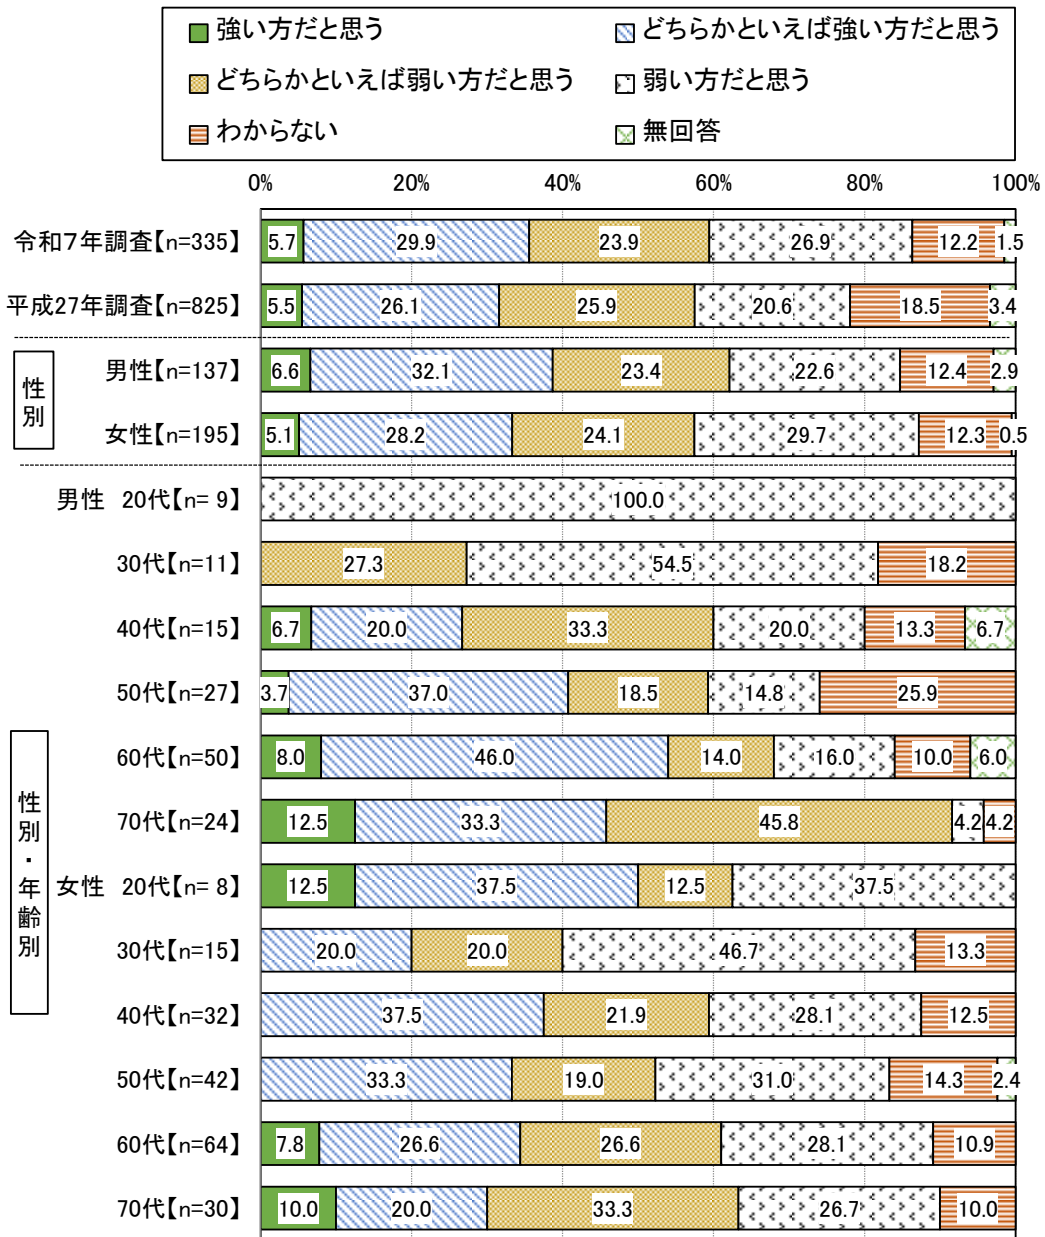 強い方だと思う どちらかといえば強い方だと思う
どちらかといえば弱い方だと思う 弱い方だと思う
わからない 無回答
0% 20% 40% 60% 80% 100%
令和7年調査【n=335】 5.7 29.9 23.9 26.9 12.2 1.5
平成27年調査【n=825】 5.5 26.1 25.9 20.6 18.5 3.4
性別
男性【n=137】 6.6 32.1 23.4 22.6 12.4 2.9
女性【n=195】 5.1 28.2 24.1 29.7 12.3 0.5
性別・年齢別
男性 20代【n= 9】 100.0
30代【n=11】 27.3 54.5 18.2
40代【n=15】 6.7 20.0 33.3 20.0 13.3 6.7
50代【n=27】 3.7 37.0 18.5 14.8 25.9
60代【n=50】 8.0 46.0 14.0 16.0 10.0 6.0
70代【n=24】 12.5 33.3 45.8 4.2 4.2
女性 20代【n= 8】 12.5 37.5 12.5 37.5
30代【n=15】 20.0 20.0 46.7 13.3
40代【n=32】 37.5 21.9 28.1 12.5
50代【n=42】 33.3 19.0 31.0 14.3 2.4
60代【n=64】 7.8 26.6 26.6 28.1 10.9
70代【n=30】 10.0 20.0 33.3 26.7 10.0